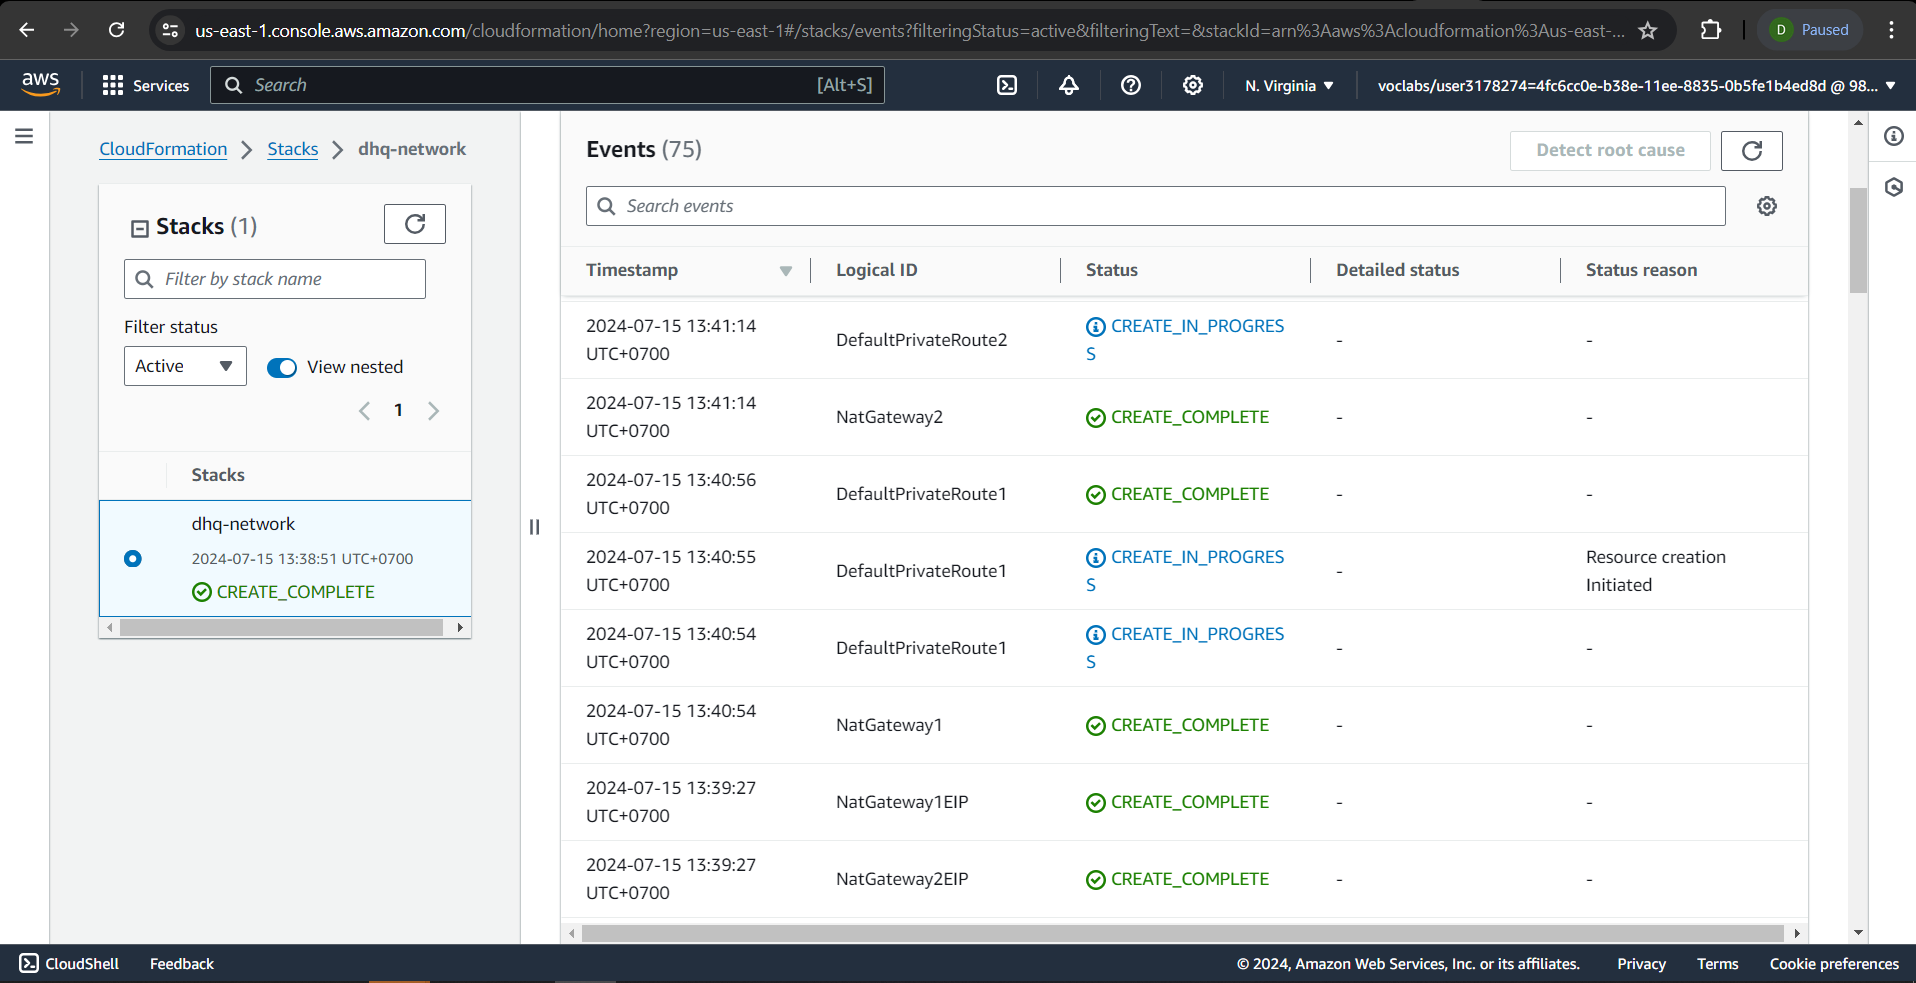 us-east-1.console.aws.amazon.com/cloudformation/home?region=us-east-1#/stacks/events?filteringStatus=active&filteringText=&stackId=arn%3Aaws%3Acloudformation%3Aus-east-...
D Paused
aws
Services
Search
[Alt+S]
N. Virginia
voclabs/user3178274=4fc6cc0e-b38e-11ee-8835-0b5fe1b4ed8d @ 98...
CloudFormation
Stacks
dhq-network
Stacks (1)
Filter by stack name
Filter status
Active
View nested
1
Stacks
dhq-network
2024-07-15 13:38:51 UTC+0700
CREATE_COMPLETE
Events (75)
Detect root cause
Search events
Timestamp
Logical ID
Status
Detailed status
Status reason
2024-07-15 13:41:14
UTC+0700
DefaultPrivateRoute2
CREATE_IN_PROGRES
S
-
-
2024-07-15 13:41:14
UTC+0700
NatGateway2
CREATE_COMPLETE
-
-
2024-07-15 13:40:56
UTC+0700
DefaultPrivateRoute1
CREATE_COMPLETE
-
-
2024-07-15 13:40:55
UTC+0700
DefaultPrivateRoute1
CREATE_IN_PROGRES
S
-
Resource creation
Initiated
2024-07-15 13:40:54
UTC+0700
DefaultPrivateRoute1
CREATE_IN_PROGRES
S
-
-
2024-07-15 13:40:54
UTC+0700
NatGateway1
CREATE_COMPLETE
-
-
2024-07-15 13:39:27
UTC+0700
NatGateway1EIP
CREATE_COMPLETE
-
-
2024-07-15 13:39:27
UTC+0700
NatGateway2EIP
CREATE_COMPLETE
-
-
CloudShell
Feedback
© 2024, Amazon Web Services, Inc. or its affiliates.
Privacy
Terms
Cookie preferences